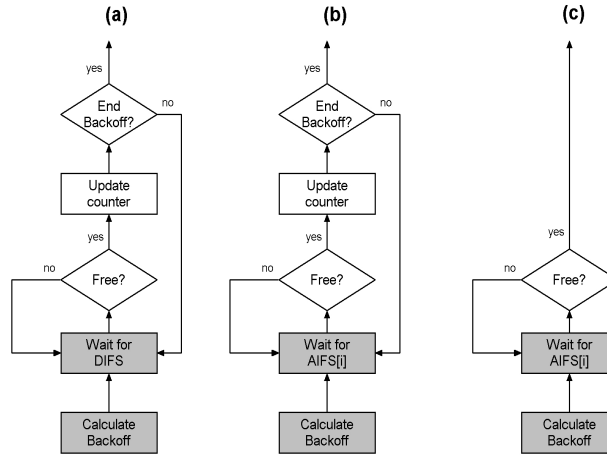 (a)
yes
End
Backoff?
no
Update
counter
yes
no
Free?
Wait for
DIFS
Calculate
Backoff
(b)
yes
End
Backoff?
no
Update
counter
yes
no
Free?
Wait for
AIFS[i]
Calculate
Backoff
(c)
yes
no
Free?
Wait for
AIFS[i]
Calculate
Backoff